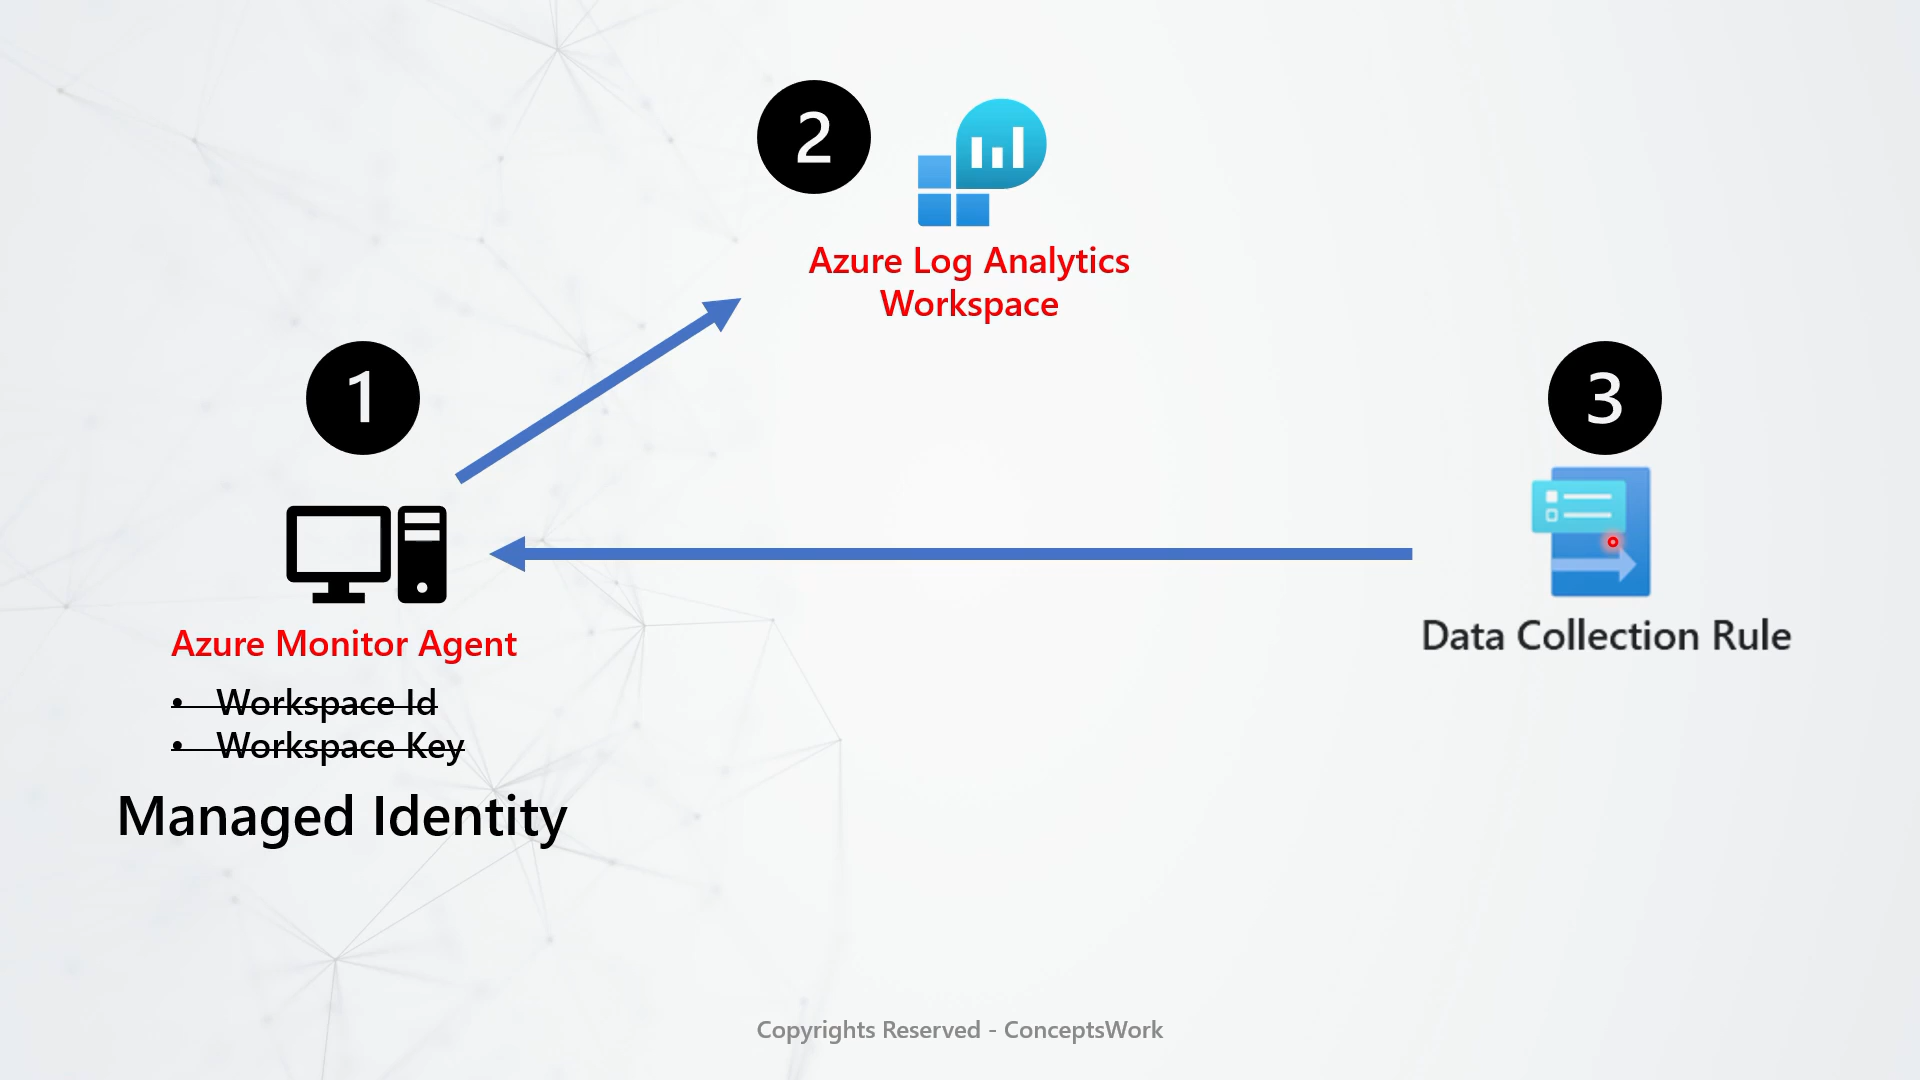 2
Azure Log Analytics
Workspace
1
3
Azure Monitor Agent
• Workspace Id
• Workspace Key
Managed Identity
Data Collection Rule
Copyrights Reserved - ConceptsWork